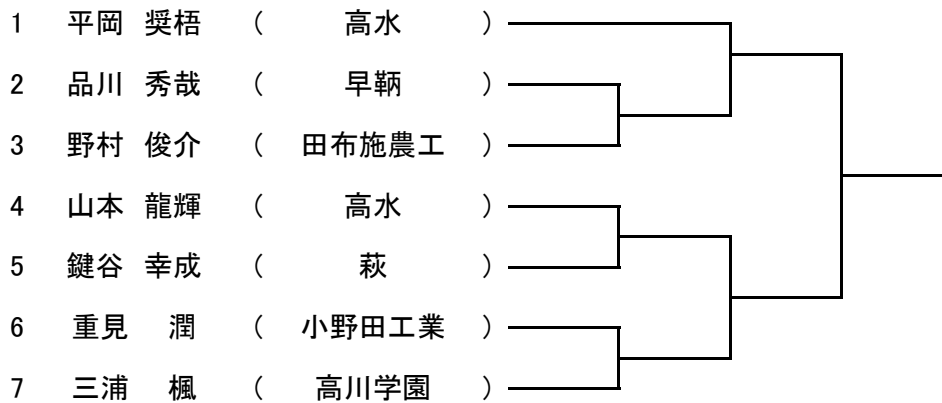 1 平岡 奨梧 ( 高水 )
2 品川 秀哉 ( 早鞆 )
3 野村 俊介 ( 田布施農工 )
4 山本 龍輝 ( 高水 )
5 鍵谷 幸成 ( 萩 )
6 重見 潤 ( 小野田工業 )
7 三浦 楓 ( 高川学園 )